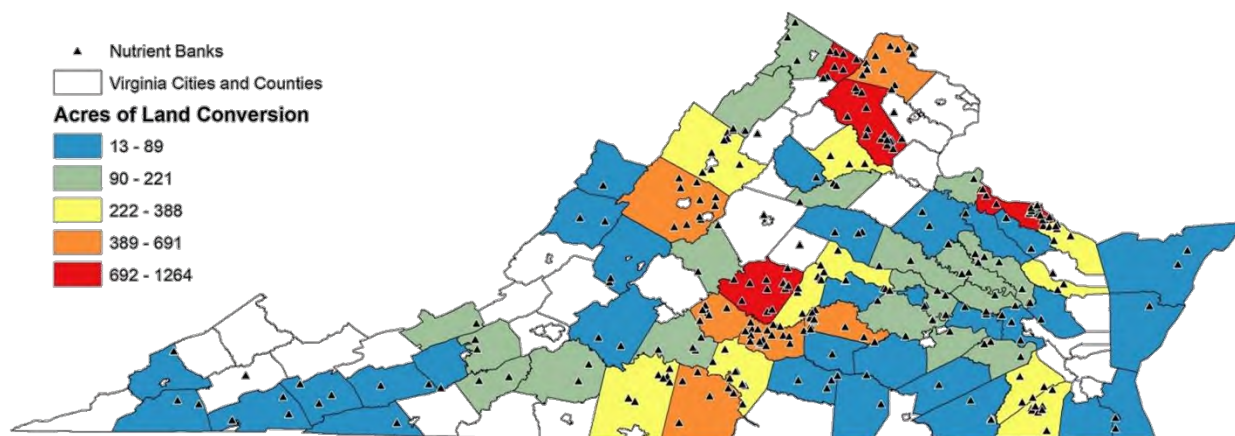 Nutrient Banks
Virginia Cities and Counties
Acres of Land Conversion
13 - 89
90 - 221
222 - 388
389 - 691
692 - 1264